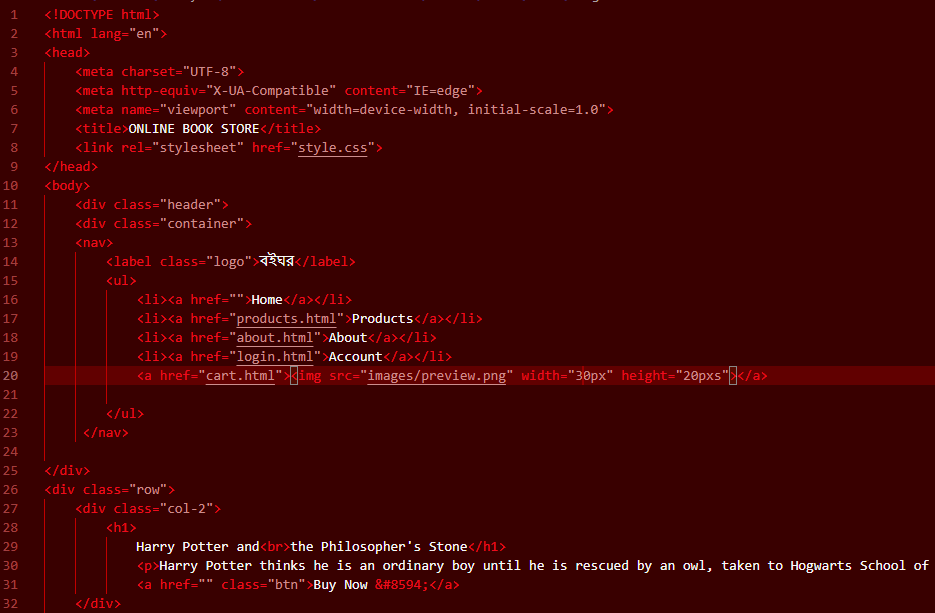 1 <!DOCTYPE html>
2 <html lang="en">
3 <head>
4 <meta charset="UTF-8">
5 <meta http-equiv="X-UA-Compatible" content="IE=edge">
6 <meta name="viewport" content="width=device-width, initial-scale=1.0">
7 <title>ONLINE BOOK STORE</title>
8 <link rel="stylesheet" href="style.css">
9 </head>
10 <body>
11 <div class="header">
12 <div class="container">
13 <nav>
14 <label class="logo">বইঘর</label>
15 <ul>
16 <li><a href="">Home</a></li>
17 <li><a href="products.html">Products</a></li>
18 <li><a href="about.html">About</a></li>
19 <li><a href="login.html">Account</a></li>
20 <a href="cart.html"><img src="images/preview.png" width="30px" height="20pxs"></a>
21
22 </ul>
23 </nav>
24
25 </div>
26 <div class="row">
27 <div class="col-2">
28 <h1>
29 Harry Potter and<br>the Philosopher's Stone</h1>
30 <p>Harry Potter thinks he is an ordinary boy until he is rescued by an owl, taken to Hogwarts School of
31 <a href="" class="btn">Buy Now &#8594;</a>
32 </div>